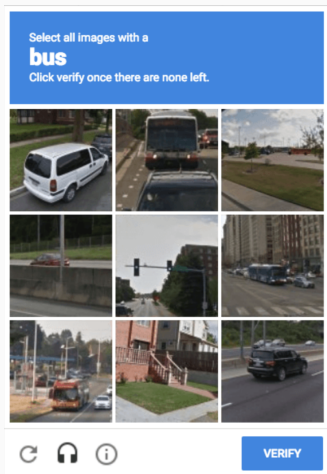 Select all images with a
bus
Click verify once there are none left.
VERIFY